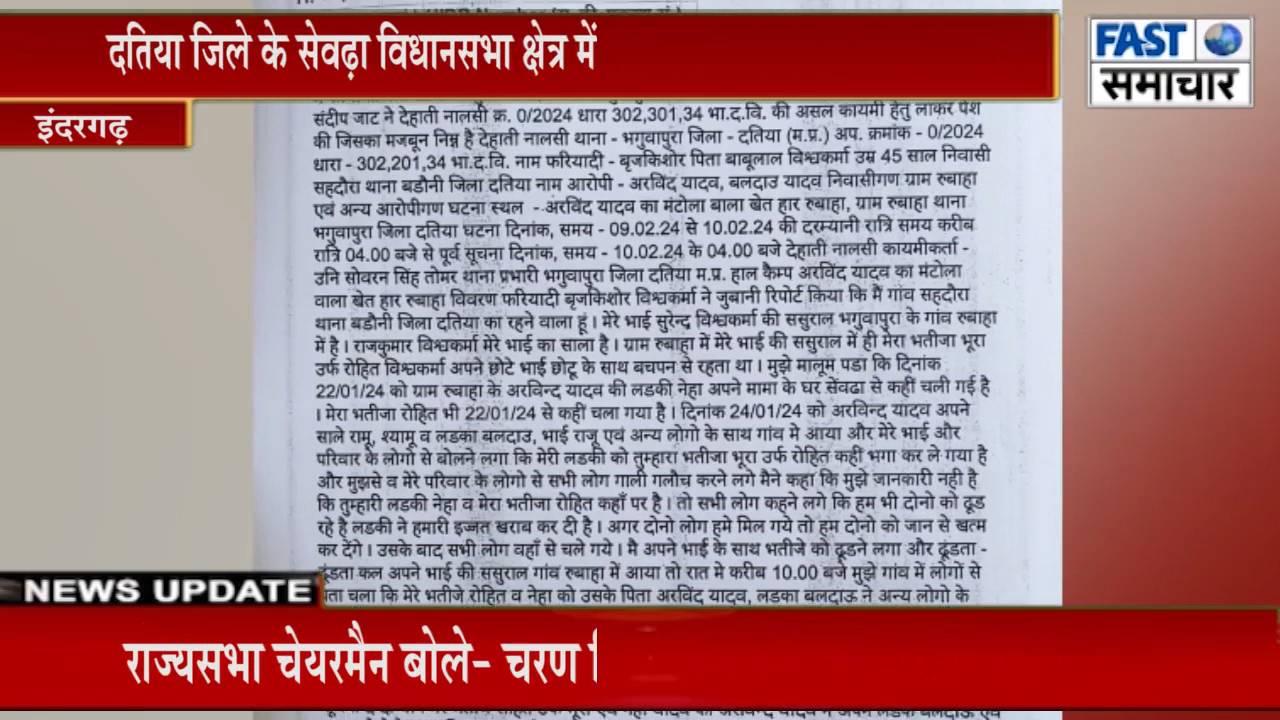 दतिया जिले के सेवढ़ा विधानसभा क्षेत्र में
FAST
समाचार
इंदरगढ़
संदीप जाट ने देहाती नालसी क्र. 0/2024 धारा 302,301,34 भा.द.वि. की असल कायमी हेतु लाकर पेश
की जिसका मजबून निम्न है देहाती नालसी थाना - भगुवापुरा जिला - दतिया (म.प्र.) अप. क्रमांक - 0/2024
धारा - 302,201,34 भा.द.वि. नाम फरियादी - बृजकिशोर पिता बाबूलाल विश्वकर्मा उम्र 45 साल निवासी
सहदौरा थाना बडौनी जिला दतिया नाम आरोपी - अरविंद यादव, बलदाउ यादव निवासीगण ग्राम रुबाहा
एवं अन्य आरोपीगण घटना स्थल - अरविंद यादव का मंटोला बाला खेत हार रुबाहा, ग्राम रुबाहा थाना
भगुवापुरा जिला दतिया घटना दिनांक, समय - 09.02.24 से 10.02.24 की दरम्यानी रात्रि समय करीब
रात्रि 04.00 बजे से पूर्व सूचना दिनांक, समय - 10.02.24 के 04.00 बजे देहाती नालसी कायमीकर्ता -
उनि सोवरन सिंह तोमर थाना प्रभारी भगुवापुरा जिला दतिया म.प्र. हाल कैम्प अरविंद यादव का मंटोला
वाला खेत हार रुबाहा विवरण फरियादी बृजकिशोर विश्वकर्मा ने जुबानी रिपोर्ट किया कि मैं गांव सहदौरा
थाना बडौनी जिला दतिया का रहने वाला हूं । मेरे भाई सुरेन्द विश्वकर्मा की ससुराल भगुवापुरा के गांव रुबाहा
में है । राजकुमार विश्वकर्मा मेरे भाई का साला है । ग्राम रुबाहा में मेरे भाई की ससुराल में ही मेरा भतीजा भूरा
उर्फ रोहित विश्वकर्मा अपने छोटे भाई छोटू के साथ बचपन से रहता था । मुझे मालूम पडा कि दिनांक
22/01/24 को ग्राम रुबाहा के अरविन्द यादव की लडकी नेहा अपने मामा के घर सेंवढा से कहीं चली गई है
। मेरा भतीजा रोहित भी 22/01/24 से कहीं चला गया है । दिनांक 24/01/24 को अरविन्द यादव अपने
साले रामू, श्यामू व लडका बलदाउ, भाई राजू एवं अन्य लोगो के साथ गांव मे आया और मेरे भाई और
परिवार के लोगो से बोलने लगा कि मेरी लडकी को तुम्हारा भतीजा भूरा उर्फ रोहित कहीं भगा कर ले गया है
और मुझसे व मेरे परिवार के लोगो से सभी लोग गाली गलौच करने लगे मैने कहा कि मुझे जानकारी नही है
कि तुम्हारी लडकी नेहा व मेरा भतीजा रोहित कहाँ पर है । तो सभी लोग कहने लगे कि हम भी दोनो को ढूड
रहे है लडकी ने हमारी इज्जत खराब कर दी है । अगर दोनो लोग हमे मिल गये तो हम दोनो को जान से खत्म
कर देंगे । उसके बाद सभी लोग वहाँ से चले गये । मै अपने भाई के साथ भतीजे को ढूडने लगा और ढूंडता -
ढूंडता कल अपने भाई की ससुराल गांव रुबाहा में आया तो रात मे करीब 10.00 बजे मुझे गांव में लोगों से
पता चला कि मेरे भतीजे रोहित व नेहा को उसके पिता अरविंद यादव, लडका बलदाऊ ने अन्य लोगो के
NEWS UPDATE
राज्यसभा चेयरमैन बोले- चरण